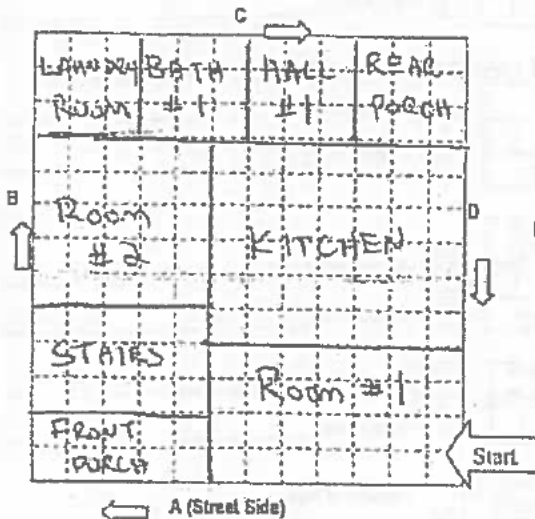 C
LAUNDRY BATH HALL REAR
ROOM #1 #1 PORCH
B
D
ROOM
#2
KITCHEN
STAIRS
ROOM #1
FRONT
PORCH
Start
A (Street Side)